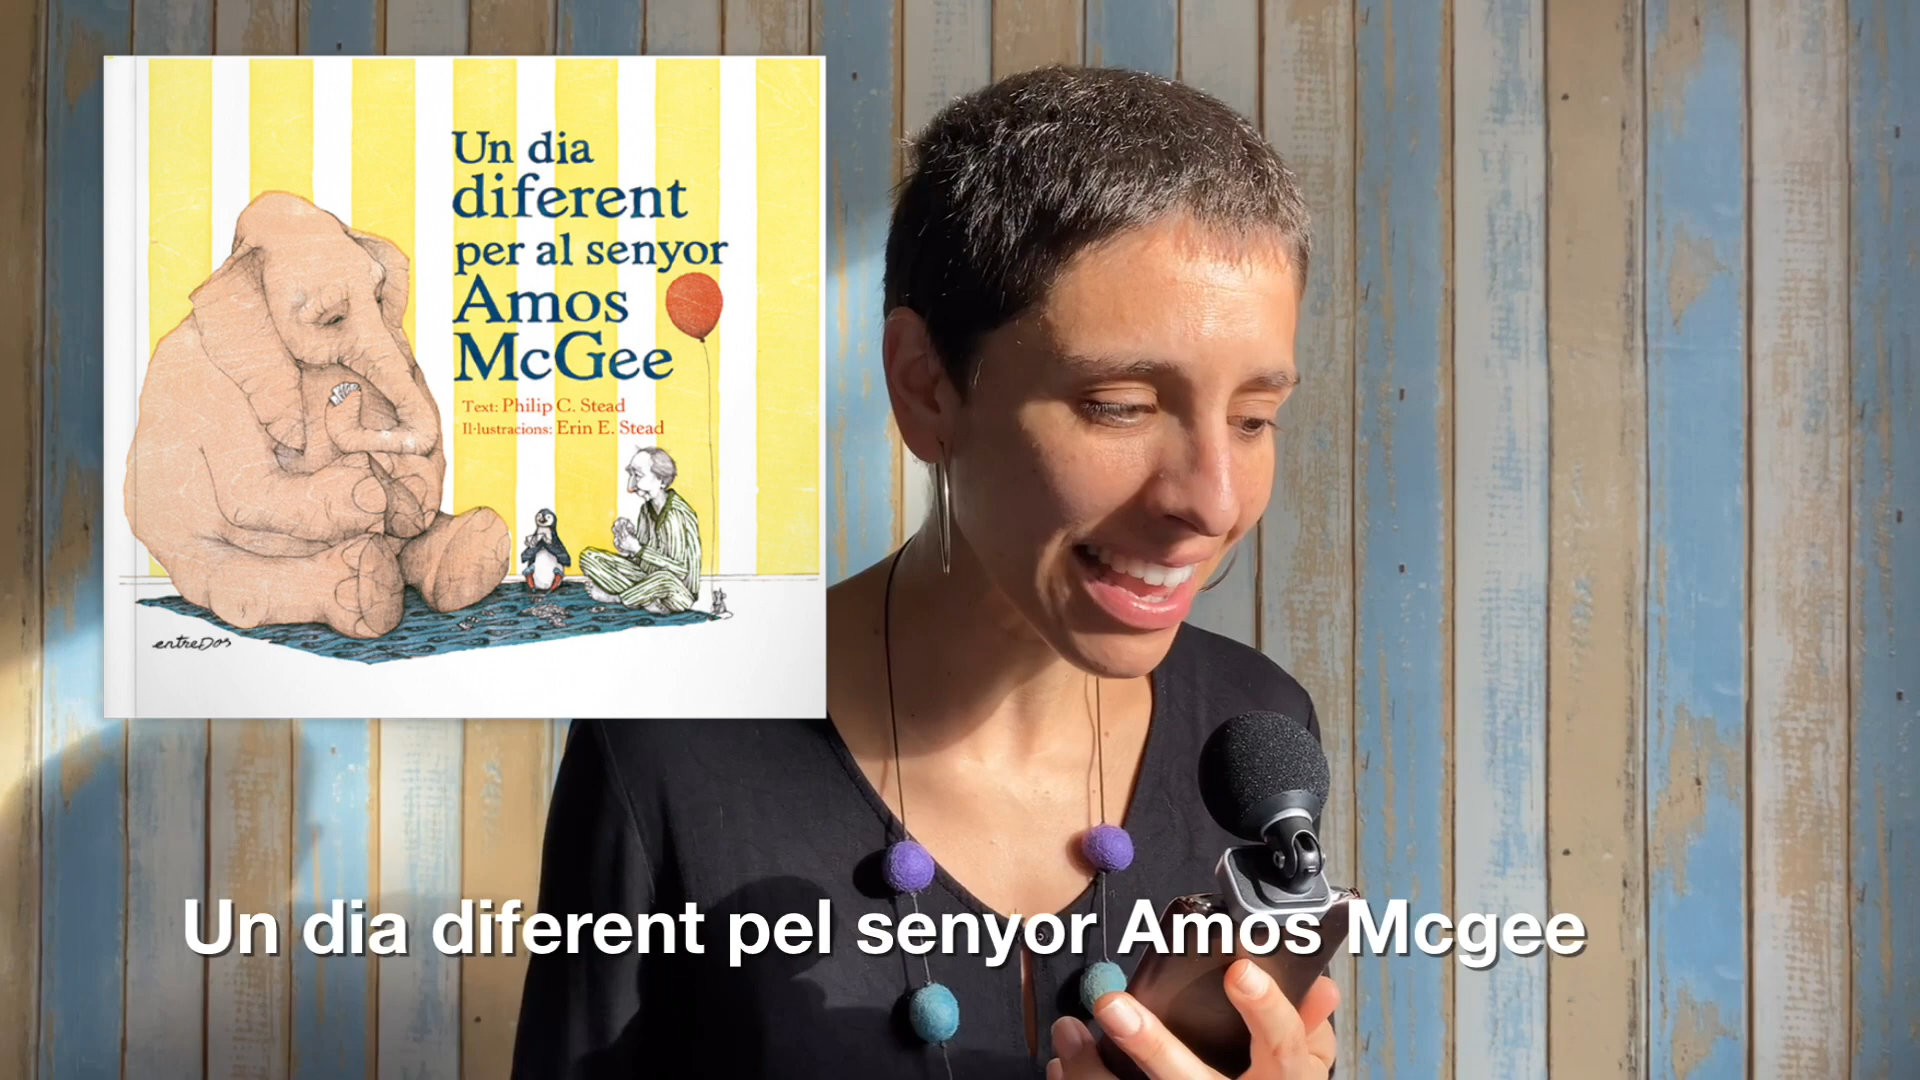 Un dia
diferent
per al senyor
Amos
McGee
Text: Philip C. Stead
Il·lustracions: Erin E. Stead
entreDos
Un dia diferent pel senyor Amos Mcgee